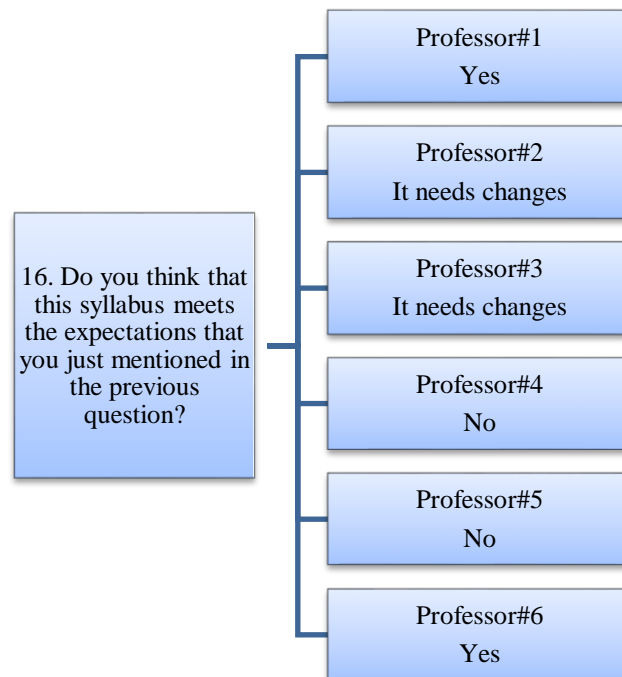 16. Do you think that
this syllabus meets
the expectations that
you just mentioned in
the previous
question?
Professor#1
Yes
Professor#2
It needs changes
Professor#3
It needs changes
Professor#4
No
Professor#5
No
Professor#6
Yes